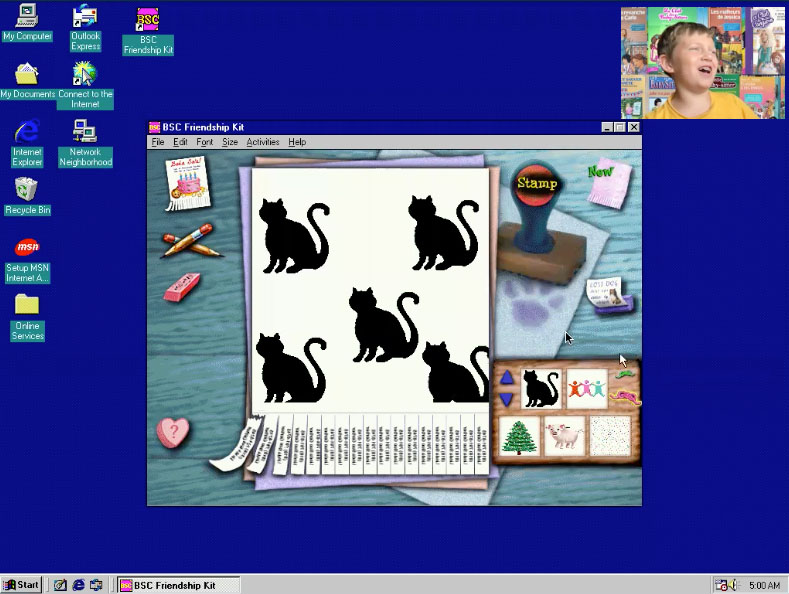 My Computer
Outlook
Express
BSC
Friendship Kit
My Documents
Connect to the
Internet
Internet
Explorer
Network
Neighborhood
Recycle Bin
Setup MSN
Internet A...
msn
Online
Services
BSC Friendship Kit
File Edit Font Size Activities Help
Bake Sale!
Stamp
New
LOST DOG
?
Start
BSC Friendship Kit
5:00 AM